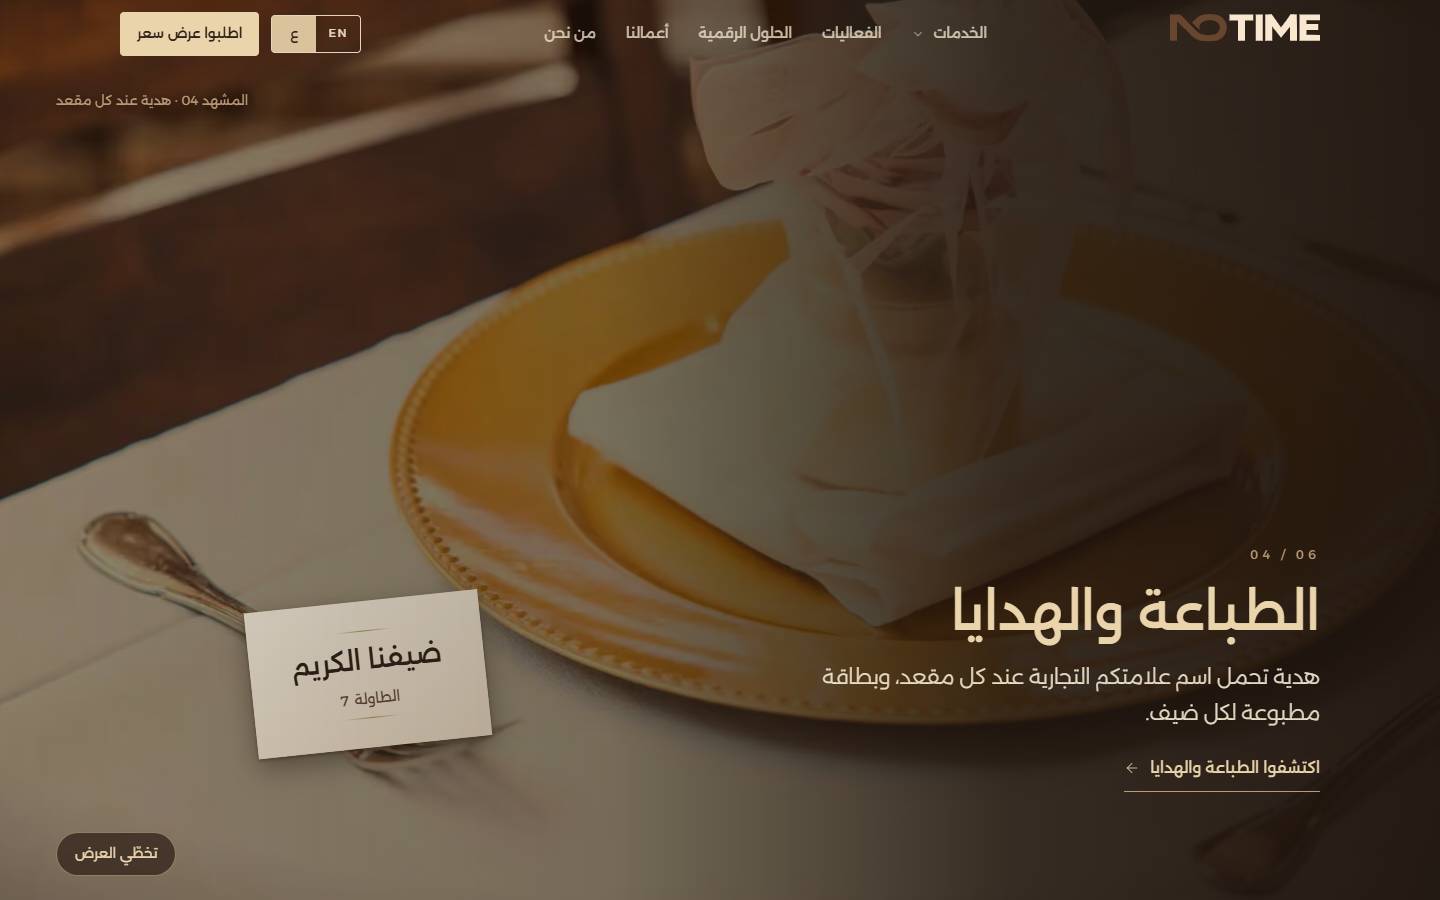 NO TIME
الخدمات
الفعاليات
الحلول الرقمية
أعمالنا
من نحن
EN
ع
اطلبوا عرض سعر
المشهد 04 · هدية عند كل مقعد
04 / 06
الطباعة والهدايا
هدية تحمل اسم علامتكم التجارية عند كل مقعد، وبطاقة
مطبوعة لكل ضيف.
اكتشفوا الطباعة والهدايا
ضيفنا الكريم
الطاولة 7
تخطّي العرض